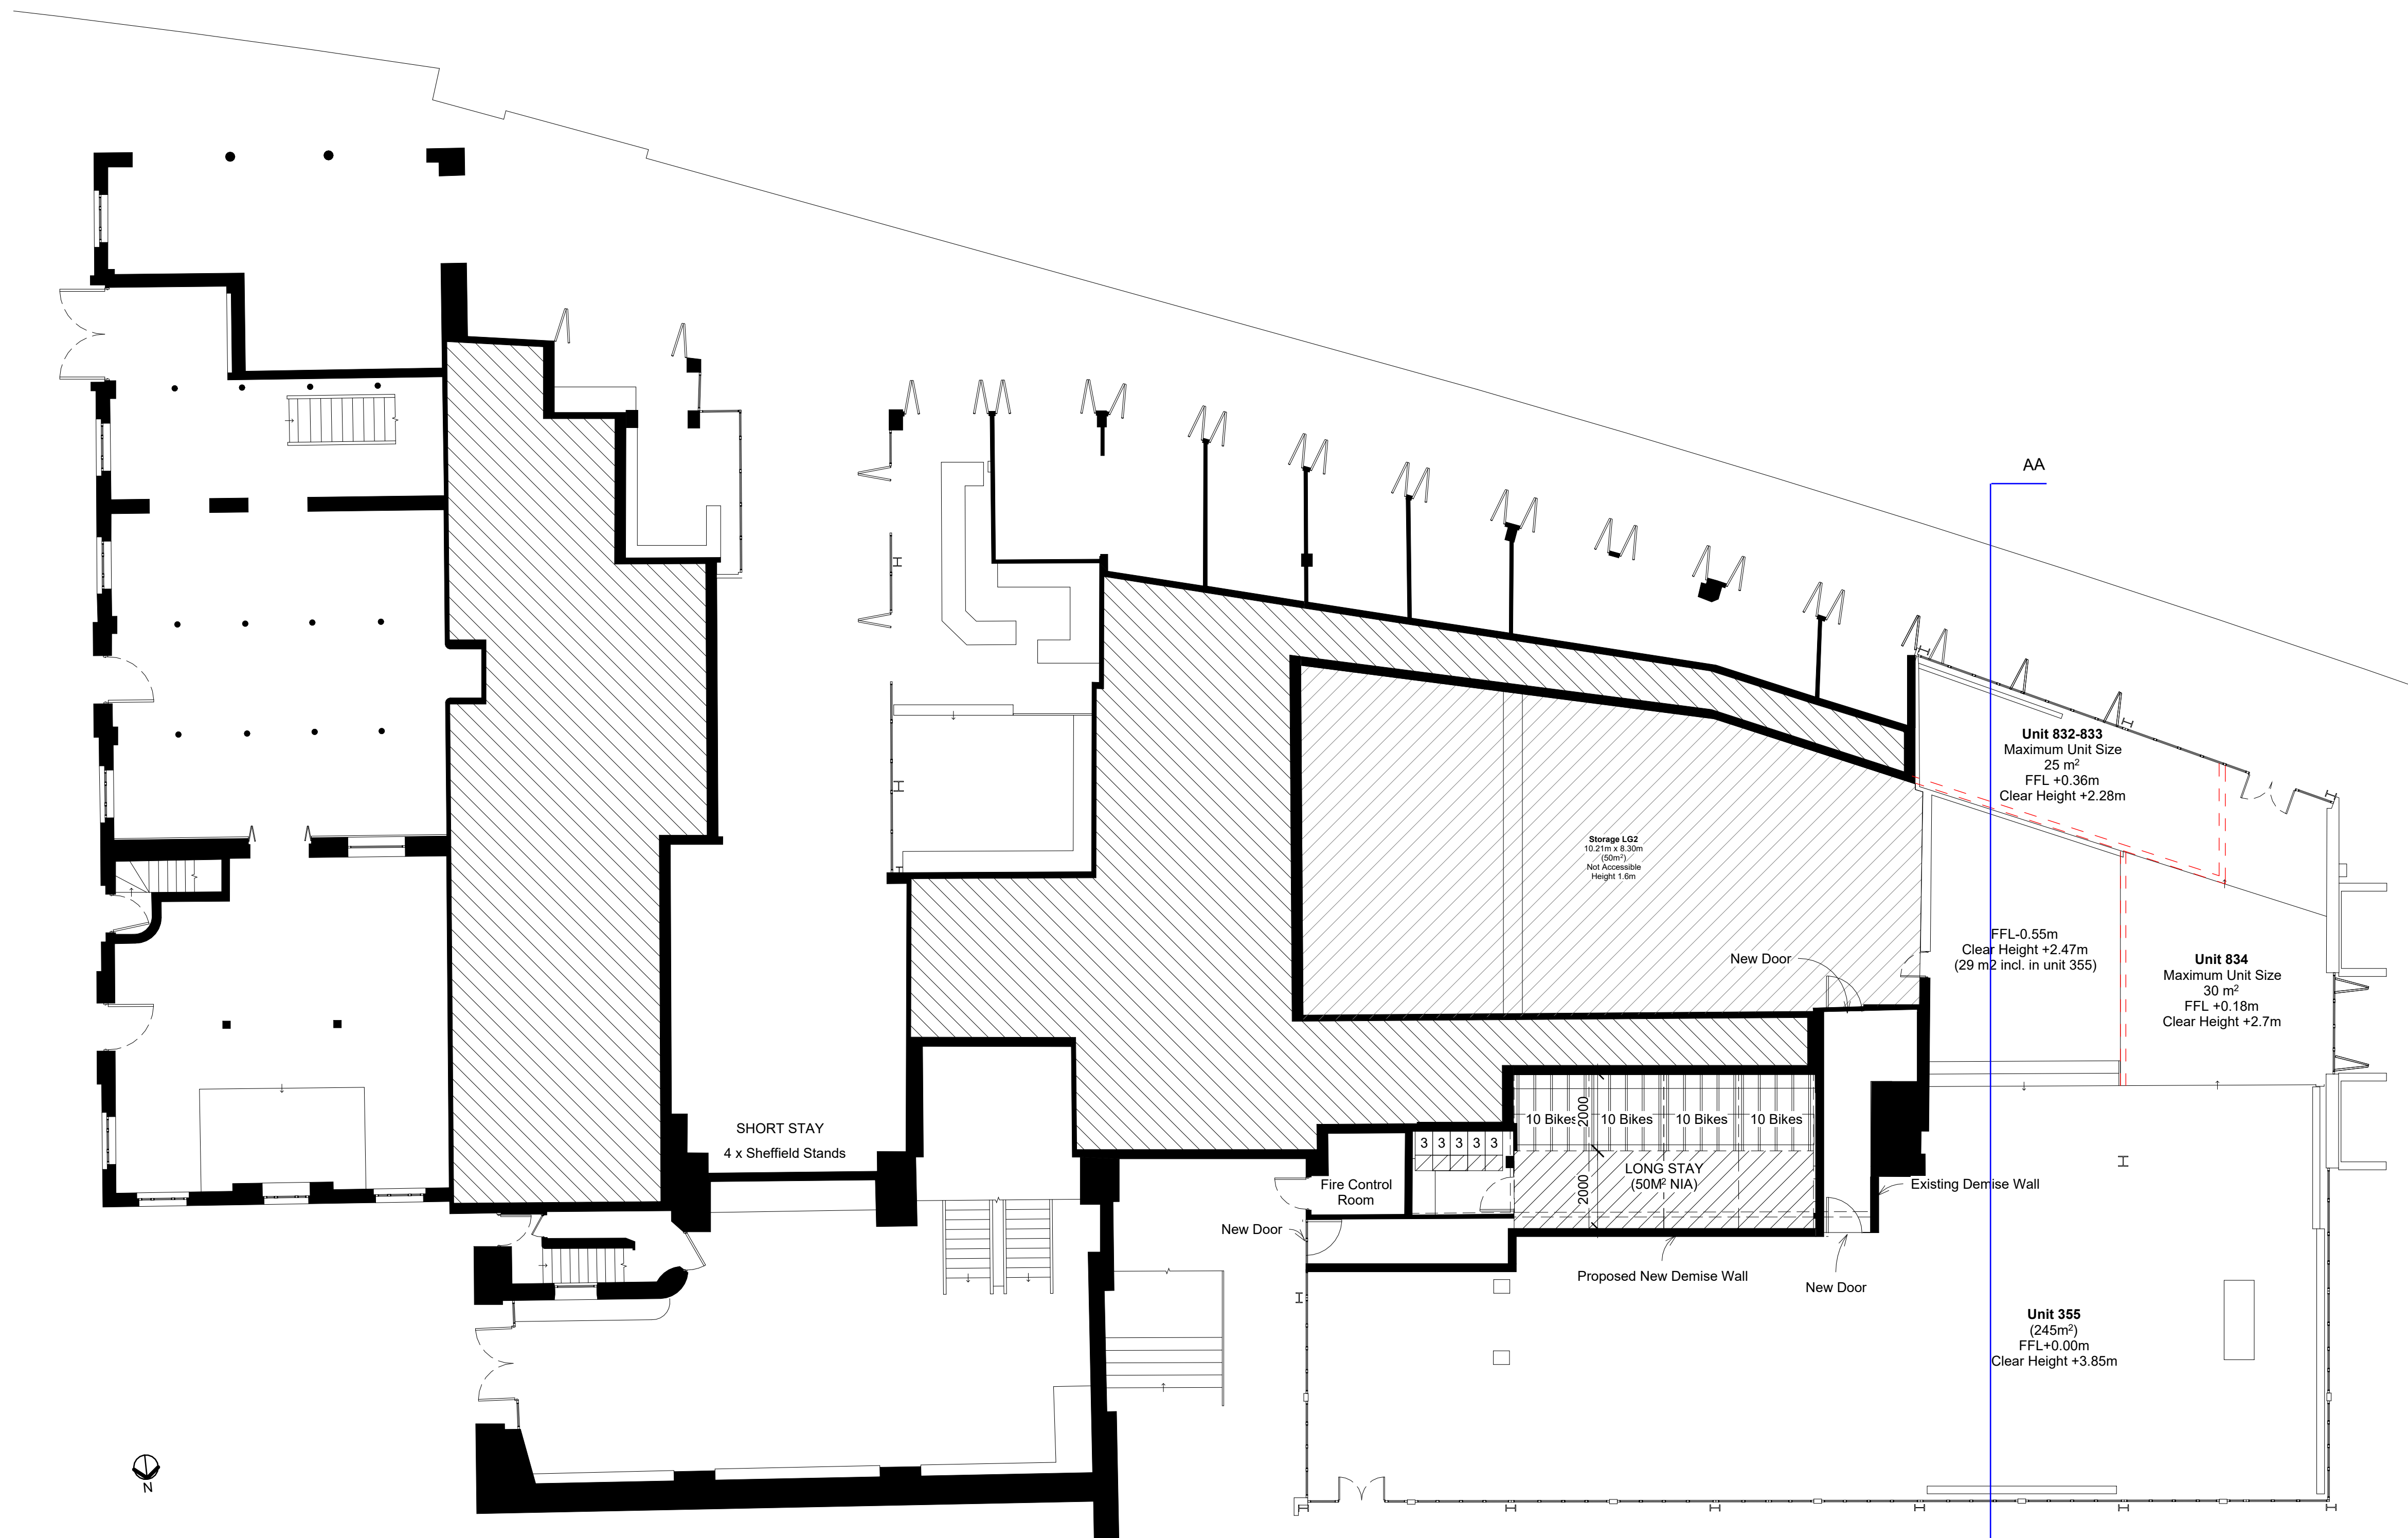 AA
Unit 832-833
Maximum Unit Size
25 m²
FFL +0.36m
Clear Height +2.28m
Storage LG2
10.21m x 8.30m
(50m²)
Not Accessible
Height 1.6m
New Door
FFL-0.55m
Clear Height +2.47m
(29 m2 incl. in unit 355)
Unit 834
Maximum Unit Size
30 m²
FFL +0.18m
Clear Height +2.7m
SHORT STAY
4 x Sheffield Stands
10 Bikes
10 Bikes
10 Bikes
10 Bikes
2000
3 3 3 3 3
LONG STAY
(50M² NIA)
2000
Fire Control
Room
Existing Demise Wall
New Door
Proposed New Demise Wall
New Door
Unit 355
(245m²)
FFL+0.00m
Clear Height +3.85m
N